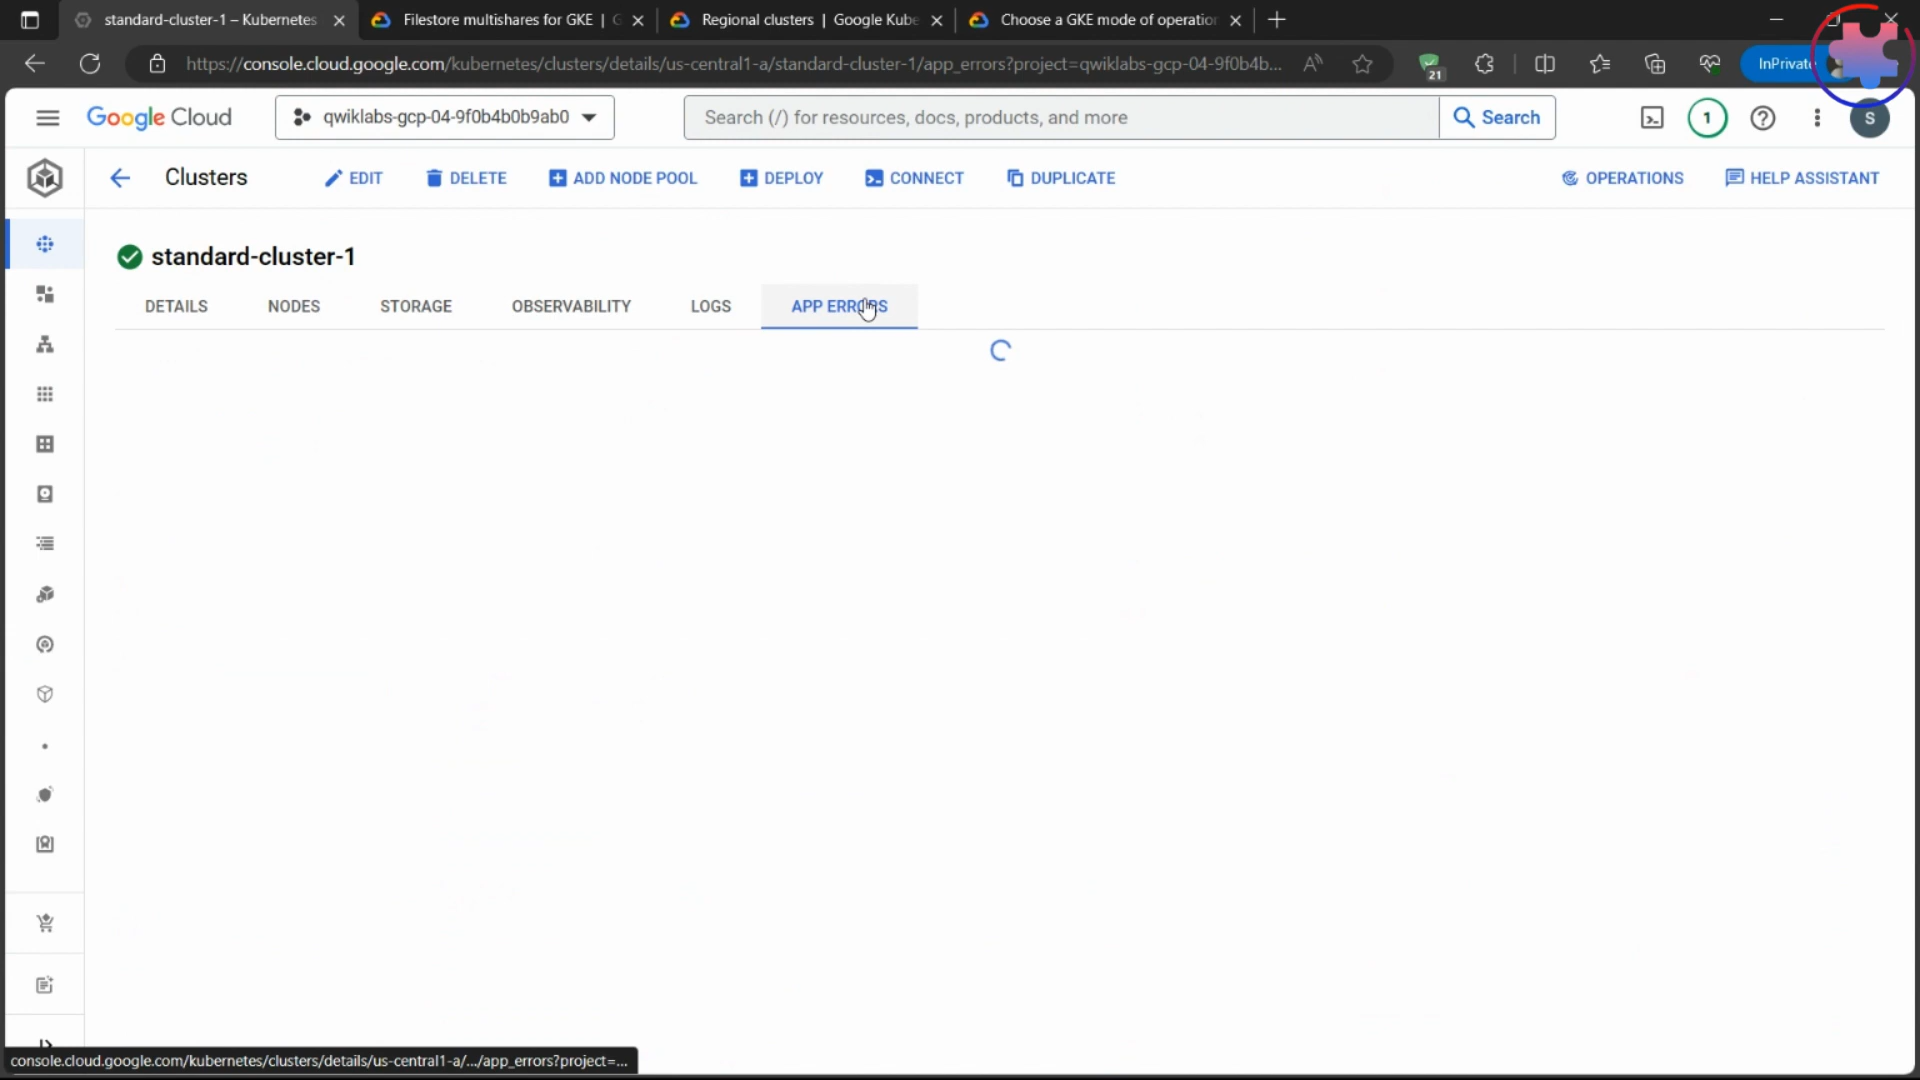 standard-cluster-1 – Kubernetes
Filestore multishares for GKE | G
Regional clusters | Google Kube
Choose a GKE mode of operation
https://console.cloud.google.com/kubernetes/clusters/details/us-central1-a/standard-cluster-1/app_errors?project=qwiklabs-gcp-04-9f0b4b...
21
InPrivate
Google Cloud
qwiklabs-gcp-04-9f0b4b0b9ab0
Search (/) for resources, docs, products, and more
Search
1
S
Clusters
EDIT
DELETE
ADD NODE POOL
DEPLOY
CONNECT
DUPLICATE
OPERATIONS
HELP ASSISTANT
standard-cluster-1
DETAILS
NODES
STORAGE
OBSERVABILITY
LOGS
APP ERRORS
console.cloud.google.com/kubernetes/clusters/details/us-central1-a/.../app_errors?project=...